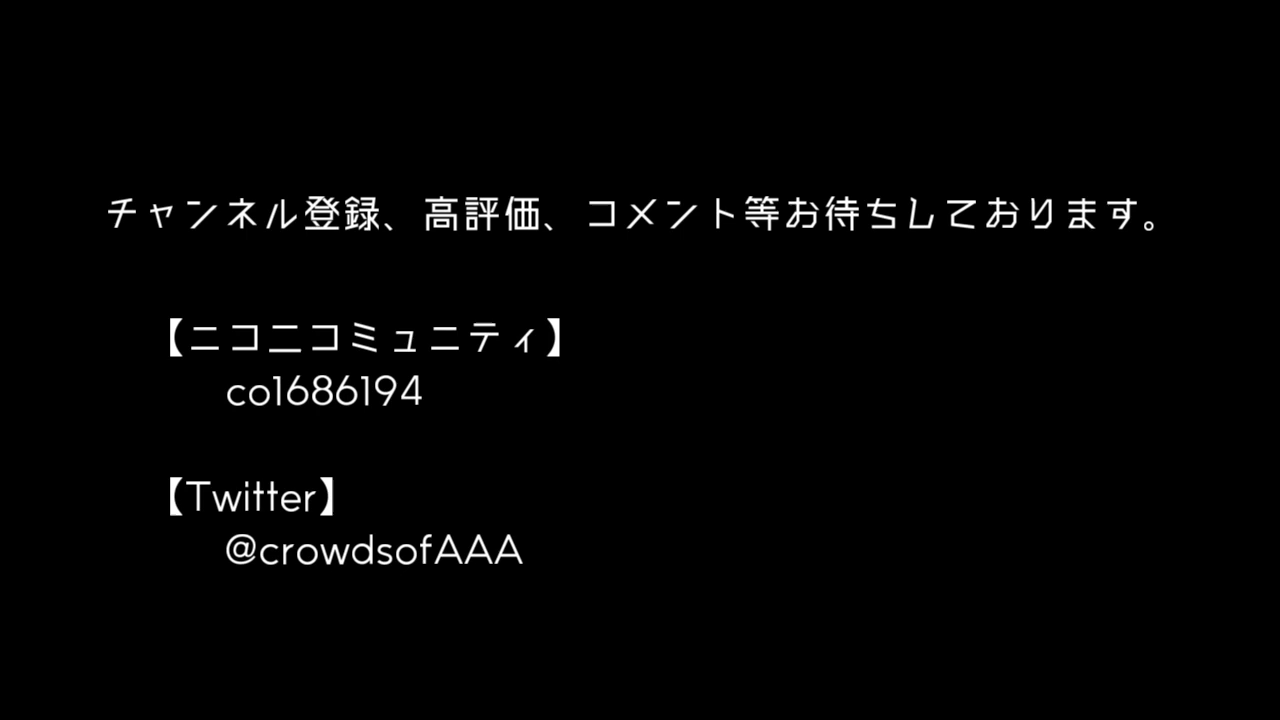 チャンネル登録、高評価、コメント等お待ちしております。
【ニコニコミュニティ】
co1686194
【Twitter】
@crowdsofAAA